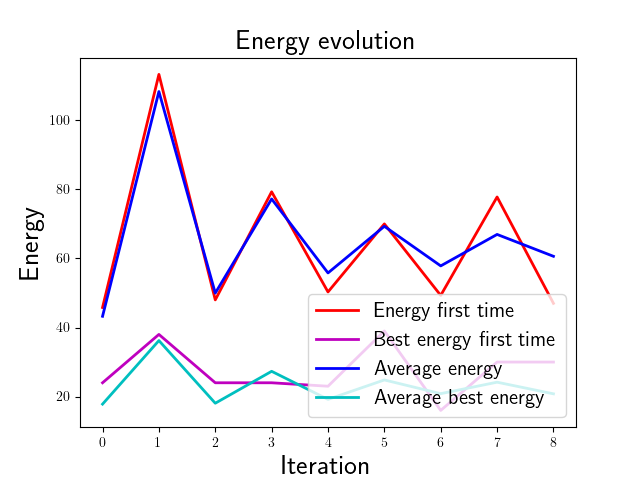 Energy evolution
Energy
100
80
60
40
20
Energy first time
Best energy first time
Average energy
Average best energy
0 1 2 3 4 5 6 7 8
Iteration